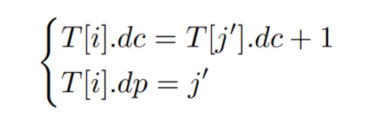 T[i].dc = T[j′].dc + 1
T[i].dp = j′